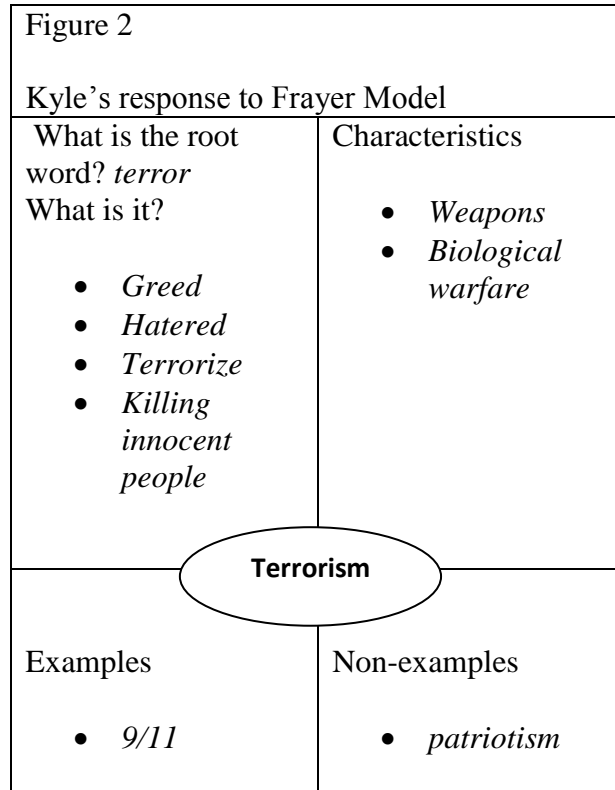 Figure 2
Kyle's response to Frayer Model
What is the root
word? terror
What is it?
• Greed
• Hatered
• Terrorize
• Killing
innocent
people
Characteristics
• Weapons
• Biological
warfare
Terrorism
Examples
• 9/11
Non-examples
• patriotism